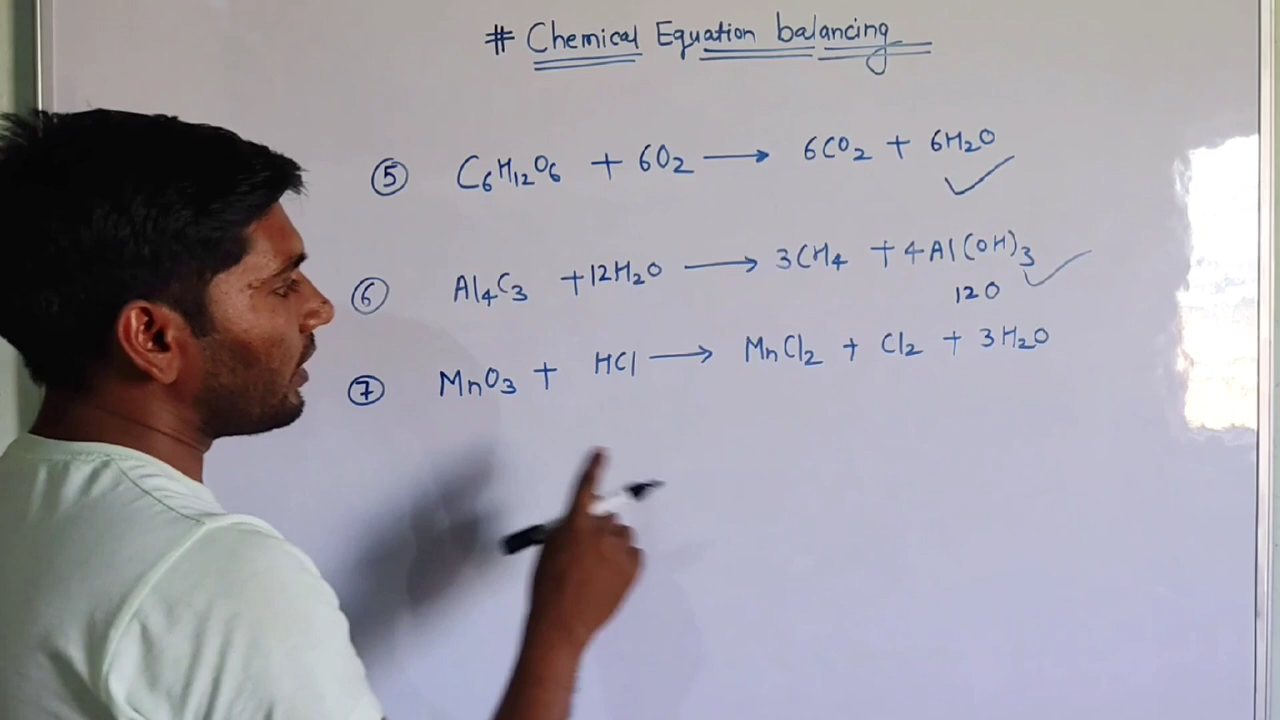 # Chemical Equation balancing
⑤ C₆H₁₂O₆ + 6O₂ ⟶ 6CO₂ + 6H₂O ✓
⑥ Al₄C₃ + 12H₂O ⟶ 3CH₄ + 4Al(OH)₃ ✓
12O
⑦ MnO₃ + HCl ⟶ MnCl₂ + Cl₂ + 3H₂O